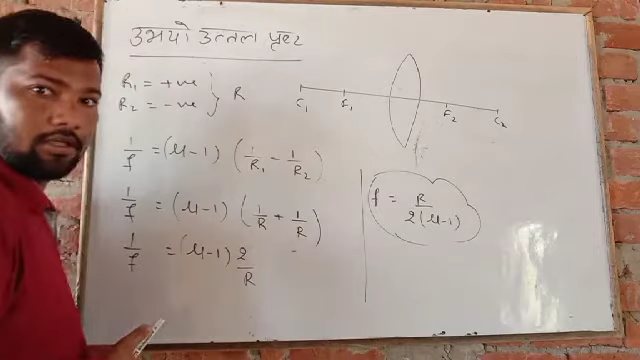 उभयो उत्तल पृष्ट
R₁ = +ve
R₂ = -ve } R
C₁ F₁ F₂ C₂
1/f = (μ-1) (1/R₁ - 1/R₂)
1/f = (μ-1) (1/R + 1/R)
1/f = (μ-1) 2/R
f = R/2(μ-1)